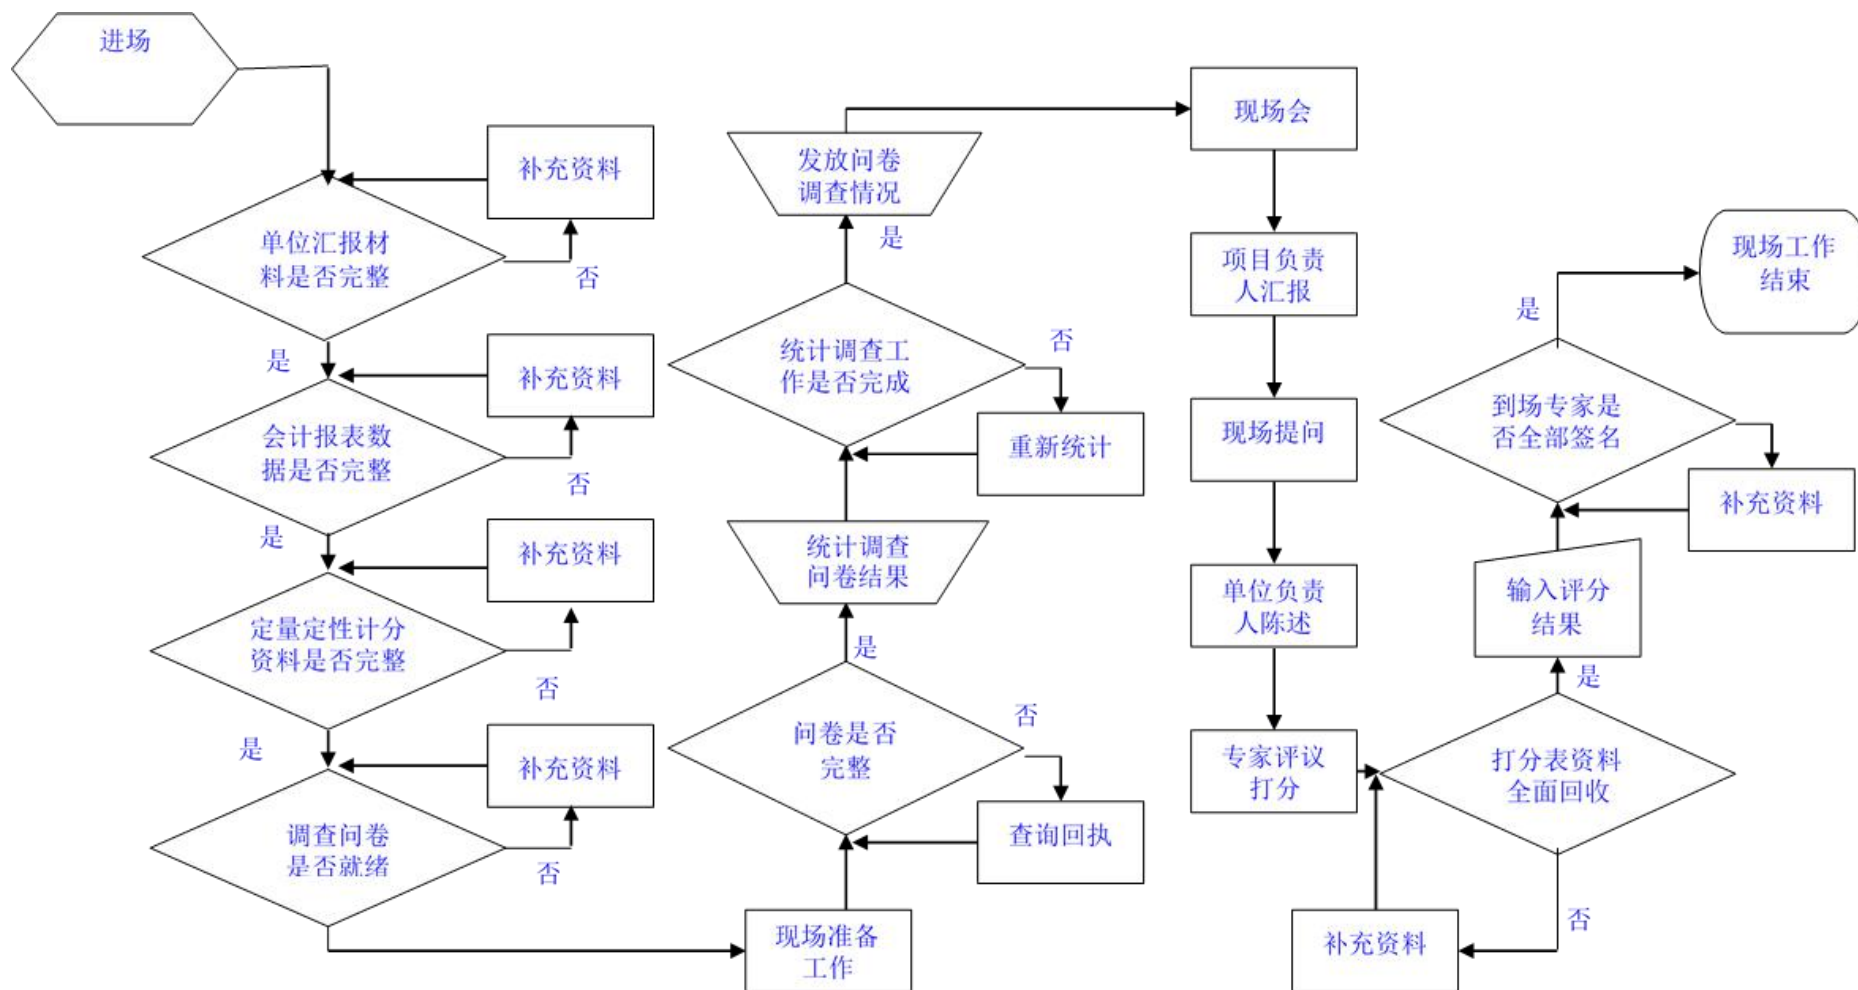 进场
补充资料
单位汇报材
料是否完整
否
是
补充资料
会计报表数
据是否完整
否
是
补充资料
定量定性计分
资料是否完整
否
是
补充资料
调查问卷
是否就绪
否
现场准备
工作
查询回执
问卷是否
完整
否
是
统计调查
问卷结果
重新统计
统计调查工
作是否完成
否
是
发放问卷
调查情况
现场会
项目负责
人汇报
现场提问
单位负责
人陈述
专家评议
打分
打分表资料
全面回收
否
补充资料
是
输入评分
结果
补充资料
到场专家是
否全部签名
是
现场工作
结束